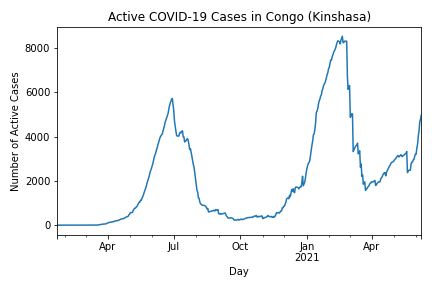 Active COVID-19 Cases in Congo (Kinshasa)
Number of Active Cases
8000
6000
4000
2000
0
Apr Jul Oct Jan Apr
2021
Day